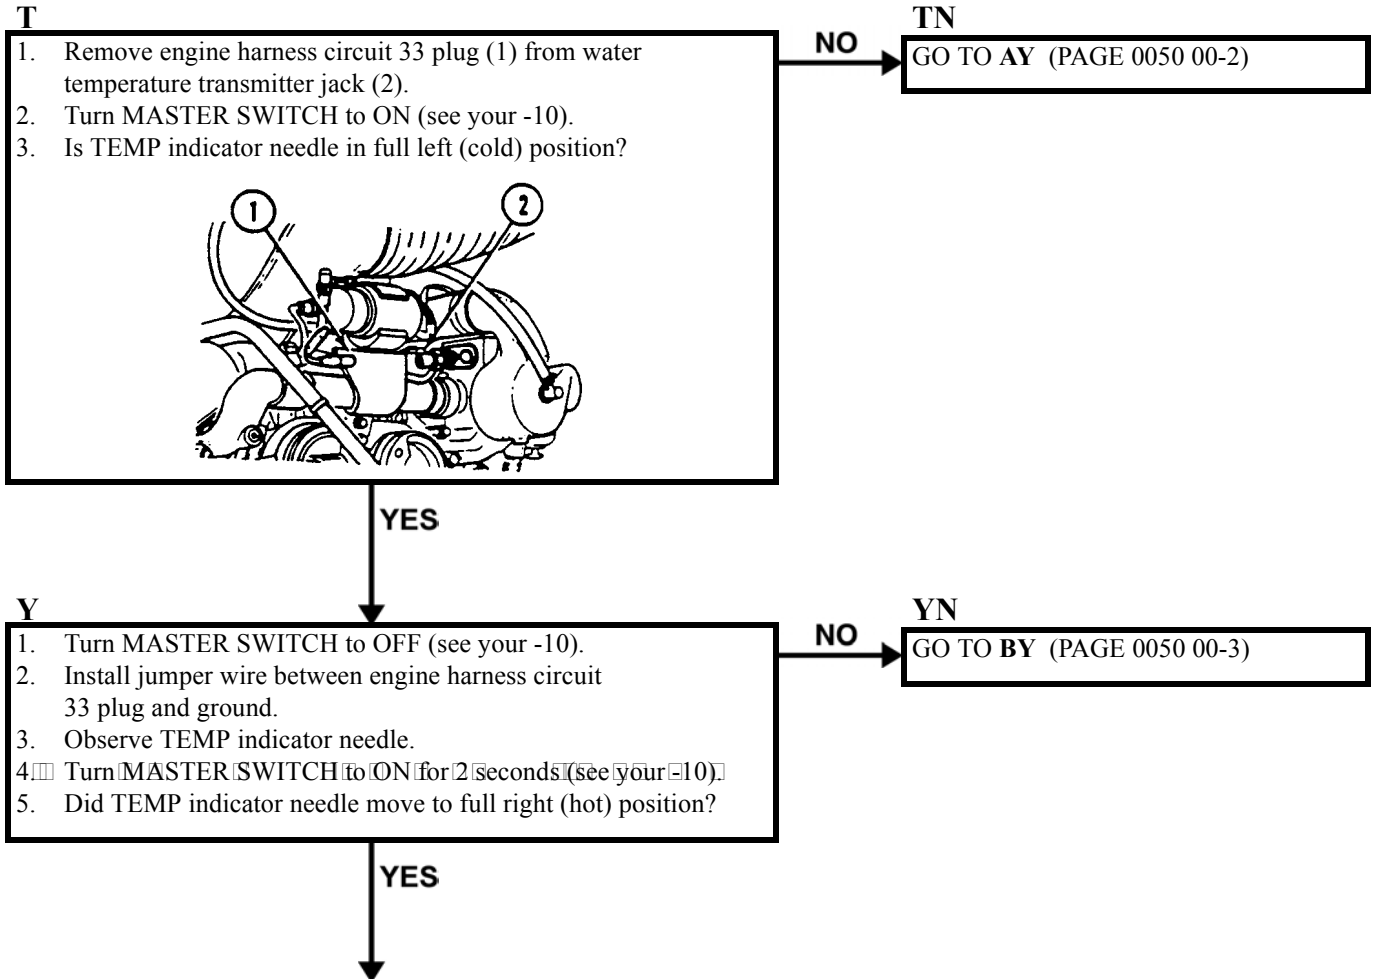 T
1. Remove engine harness circuit 33 plug (1) from water
temperature transmitter jack (2).
2. Turn MASTER SWITCH to ON (see your -10).
3. Is TEMP indicator needle in full left (cold) position?
1
2
NO
TN
GO TO AY (PAGE 0050 00-2)
YES
Y
1. Turn MASTER SWITCH to OFF (see your -10).
2. Install jumper wire between engine harness circuit
33 plug and ground.
3. Observe TEMP indicator needle.
4. Turn MASTER SWITCH to ON for 2 seconds (see your -10).
5. Did TEMP indicator needle move to full right (hot) position?
NO
YN
GO TO BY (PAGE 0050 00-3)
YES